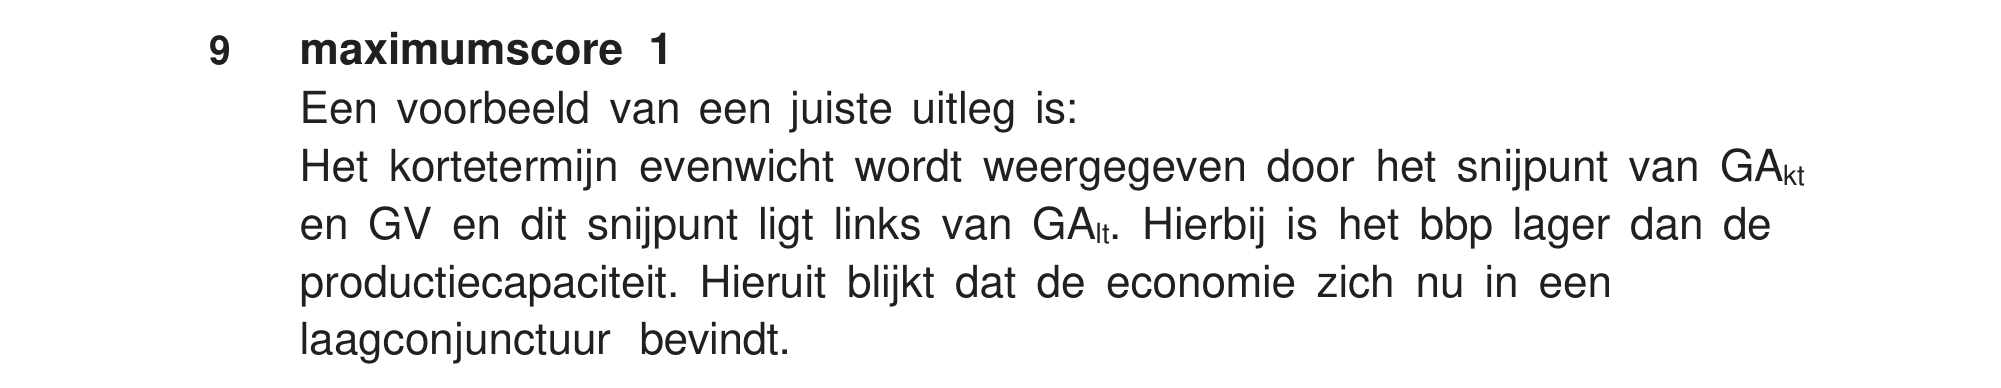 9 maximumscore 1
Een voorbeeld van een juiste uitleg is:
Het kortetermijn evenwicht wordt weergegeven door het snijpunt van GAkt
en GV en dit snijpunt ligt links van GAlt. Hierbij is het bbp lager dan de
productiecapaciteit. Hieruit blijkt dat de economie zich nu in een
laagconjunctuur bevindt.